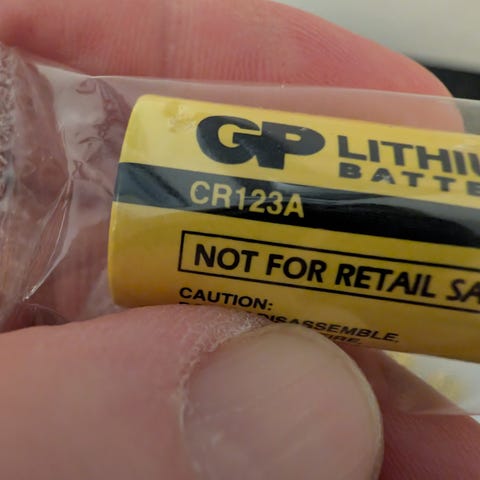 GP LITHIU
BATTE
CR123A
NOT FOR RETAIL SA
CAUTION:
DISASSEMBLE,